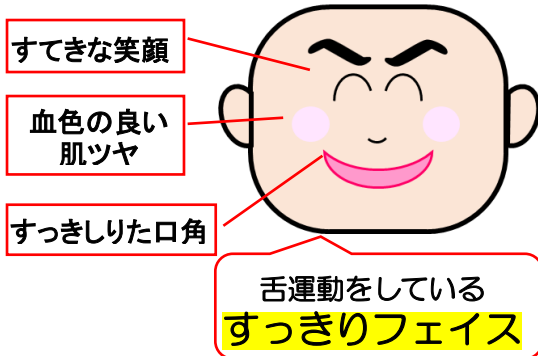 すてきな笑顔
血色の良い
肌ツヤ
すっきしりた口角
舌運動をしている
すっきりフェイス